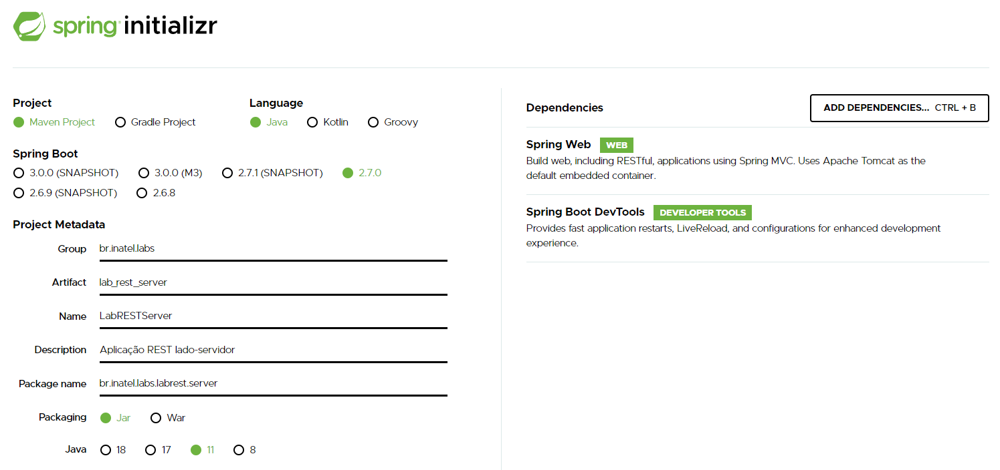 spring initializr
Project
Maven Project
Gradle Project
Language
Java
Kotlin
Groovy
Spring Boot
3.0.0 (SNAPSHOT)
3.0.0 (M3)
2.7.1 (SNAPSHOT)
2.7.0
2.6.9 (SNAPSHOT)
2.6.8
Project Metadata
Group br.inatel.labs
Artifact lab_rest_server
Name LabRESTServer
Description Aplicação REST lado-servidor
Package name br.inatel.labs.labrest.server
Packaging Jar War
Java 18 17 11 8
Dependencies
ADD DEPENDENCIES... CTRL + B
Spring Web WEB
Build web, including RESTful, applications using Spring MVC. Uses Apache Tomcat as the
default embedded container.
Spring Boot DevTools DEVELOPER TOOLS
Provides fast application restarts, LiveReload, and configurations for enhanced development
experience.